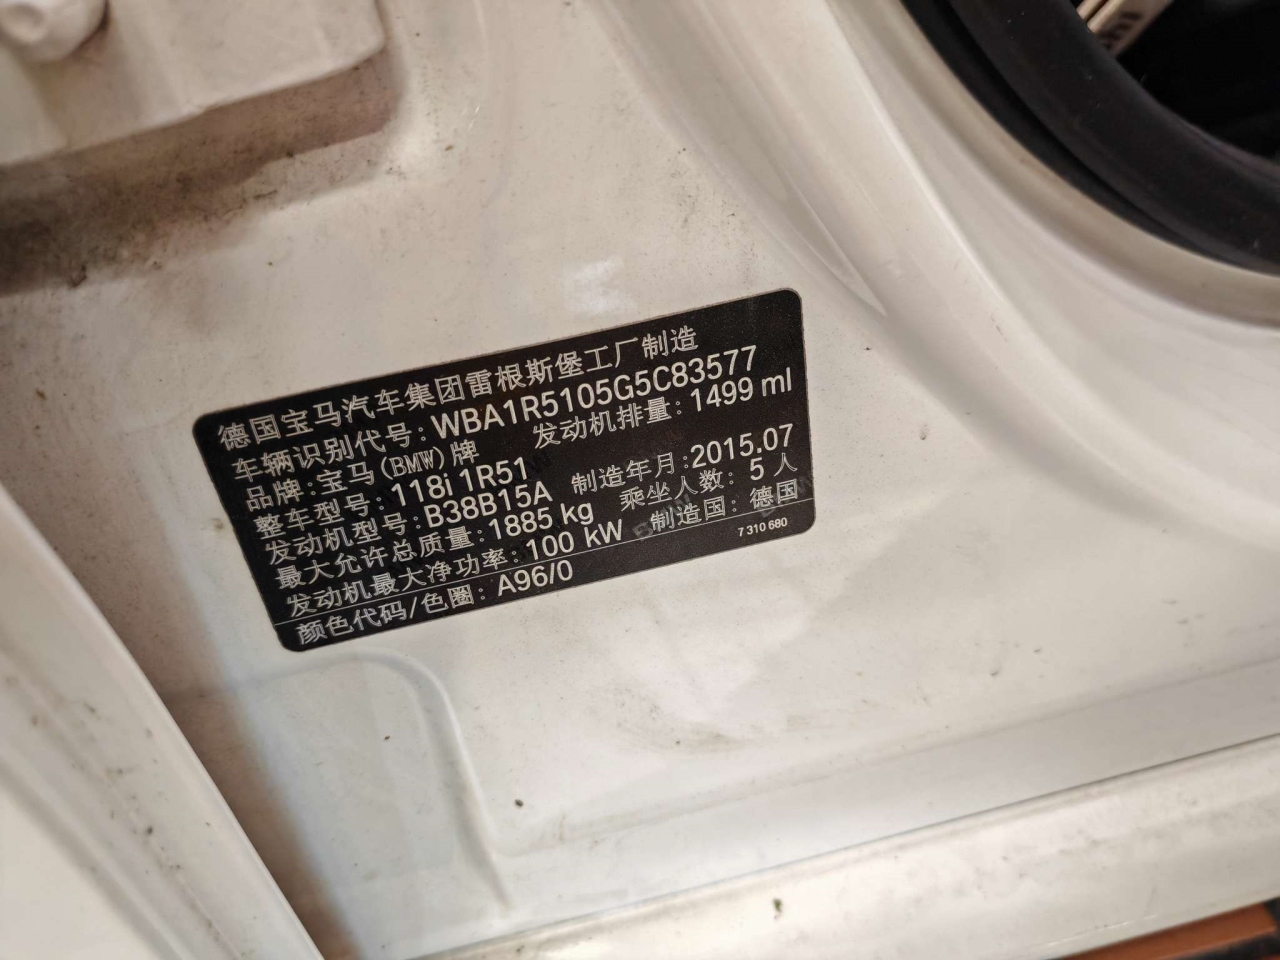 德国宝马汽车集团雷根斯堡工厂制造
车辆识别代号: WBA1R5105G5C83577
品牌: 宝马(BMW)牌 发动机排量: 1499 ml
整车型号: 118i 1R51
发动机型号: B38B15A 制造年月: 2015.07
最大允许总质量: 1885 kg 乘坐人数: 5 人
发动机最大净功率: 100 kW 制造国: 德国
颜色代码/色圈: A96/0 7 310 680